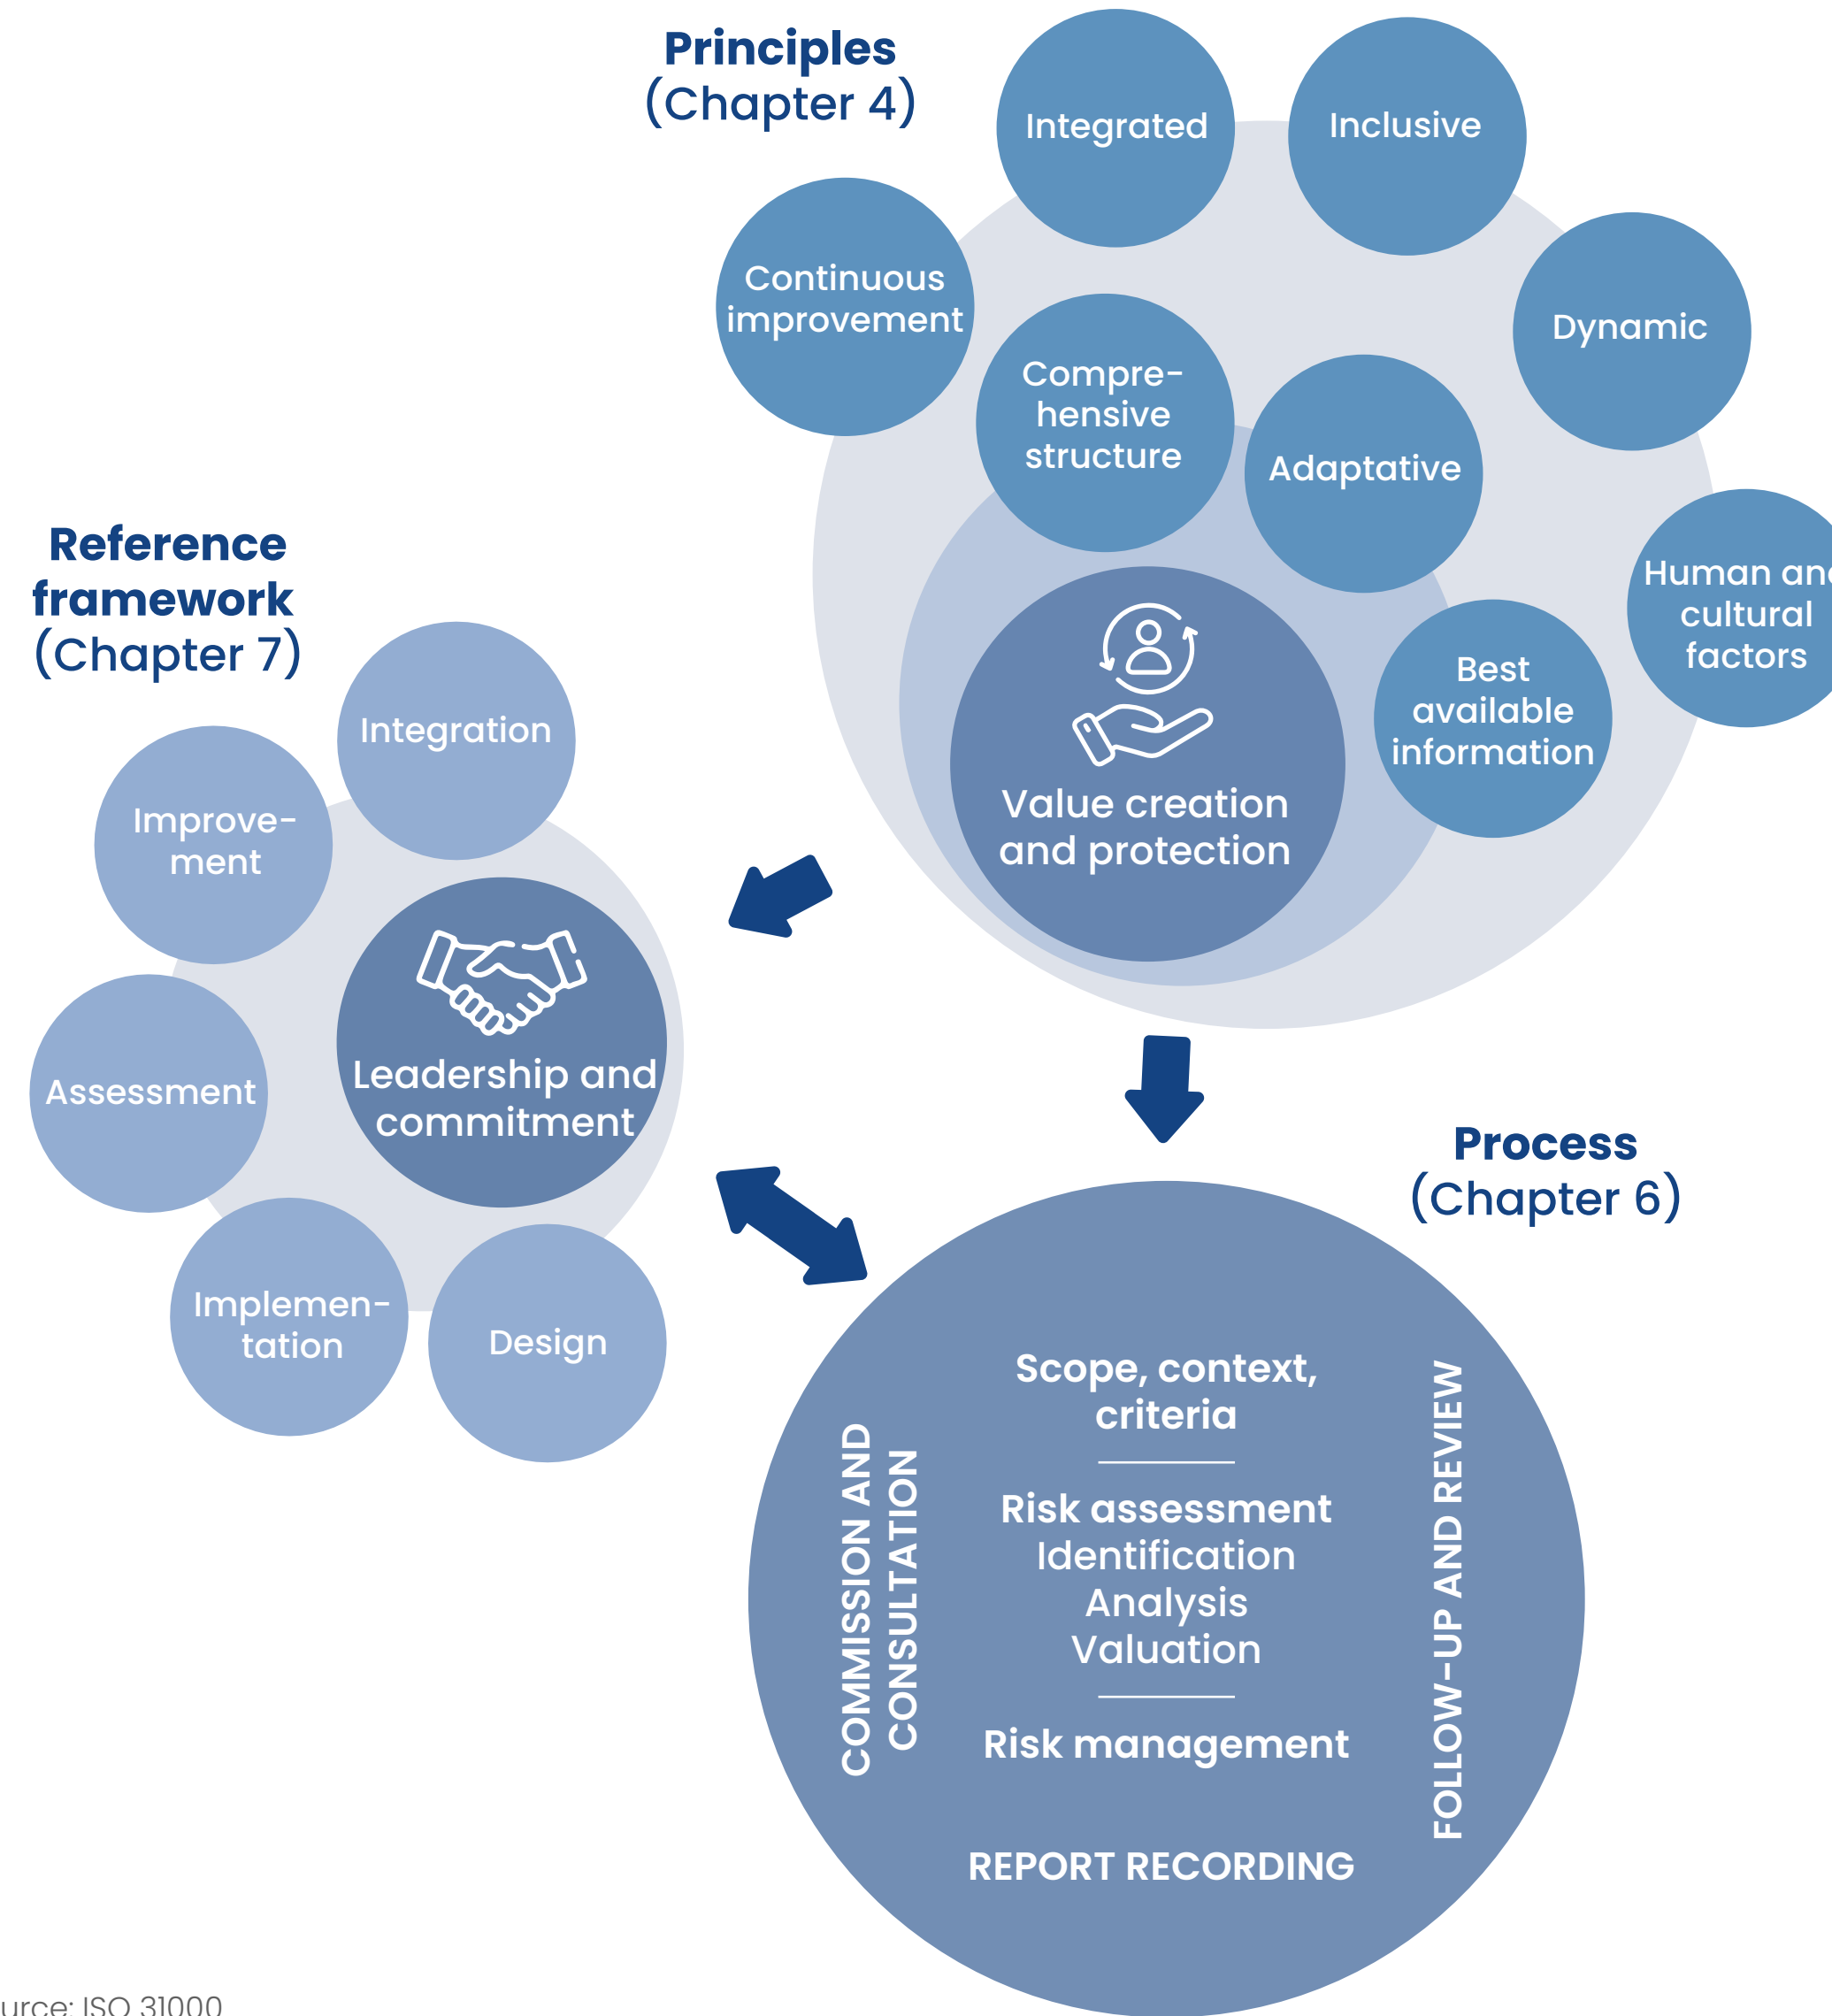 Principles
(Chapter 4)
Integrated
Inclusive
Continuous
improvement
Dynamic
Compre-
hensive
structure
Adaptative
Human and
cultural
factors
Best
available
information
Value creation
and protection
Reference
framework
(Chapter 7)
Integration
Improve-
ment
Assessment
Leadership and
commitment
Implemen-
tation
Design
Process
(Chapter 6)
Scope, context,
criteria
Risk assessment
Identification
Analysis
Valuation
Risk management
COMMISSION AND
CONSULTATION
FOLLOW-UP AND REVIEW
REPORT RECORDING
urce: ISO 31000